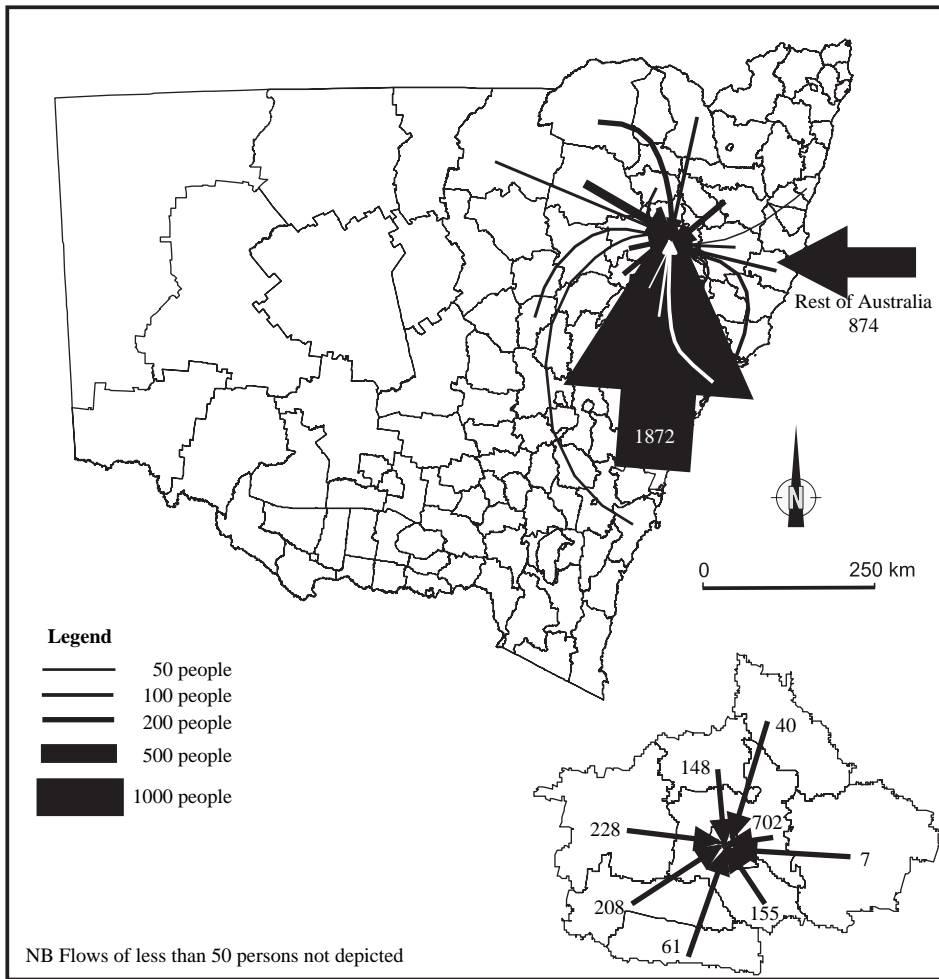 Rest of Australia
874
1872
N
0 250 km
Legend
50 people
100 people
200 people
500 people
1000 people
40
148
702
228
7
208
155
61
NB Flows of less than 50 persons not depicted